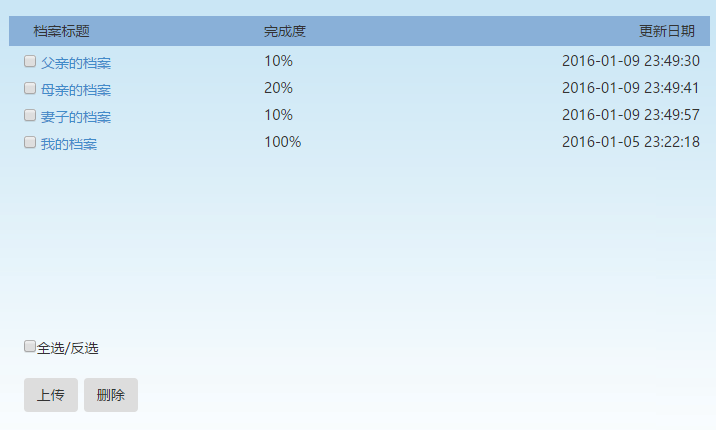 档案标题 完成度 更新日期
父亲的档案 10% 2016-01-09 23:49:30
母亲的档案 20% 2016-01-09 23:49:41
妻子的档案 10% 2016-01-09 23:49:57
我的档案 100% 2016-01-05 23:22:18
全选/反选
上传 删除